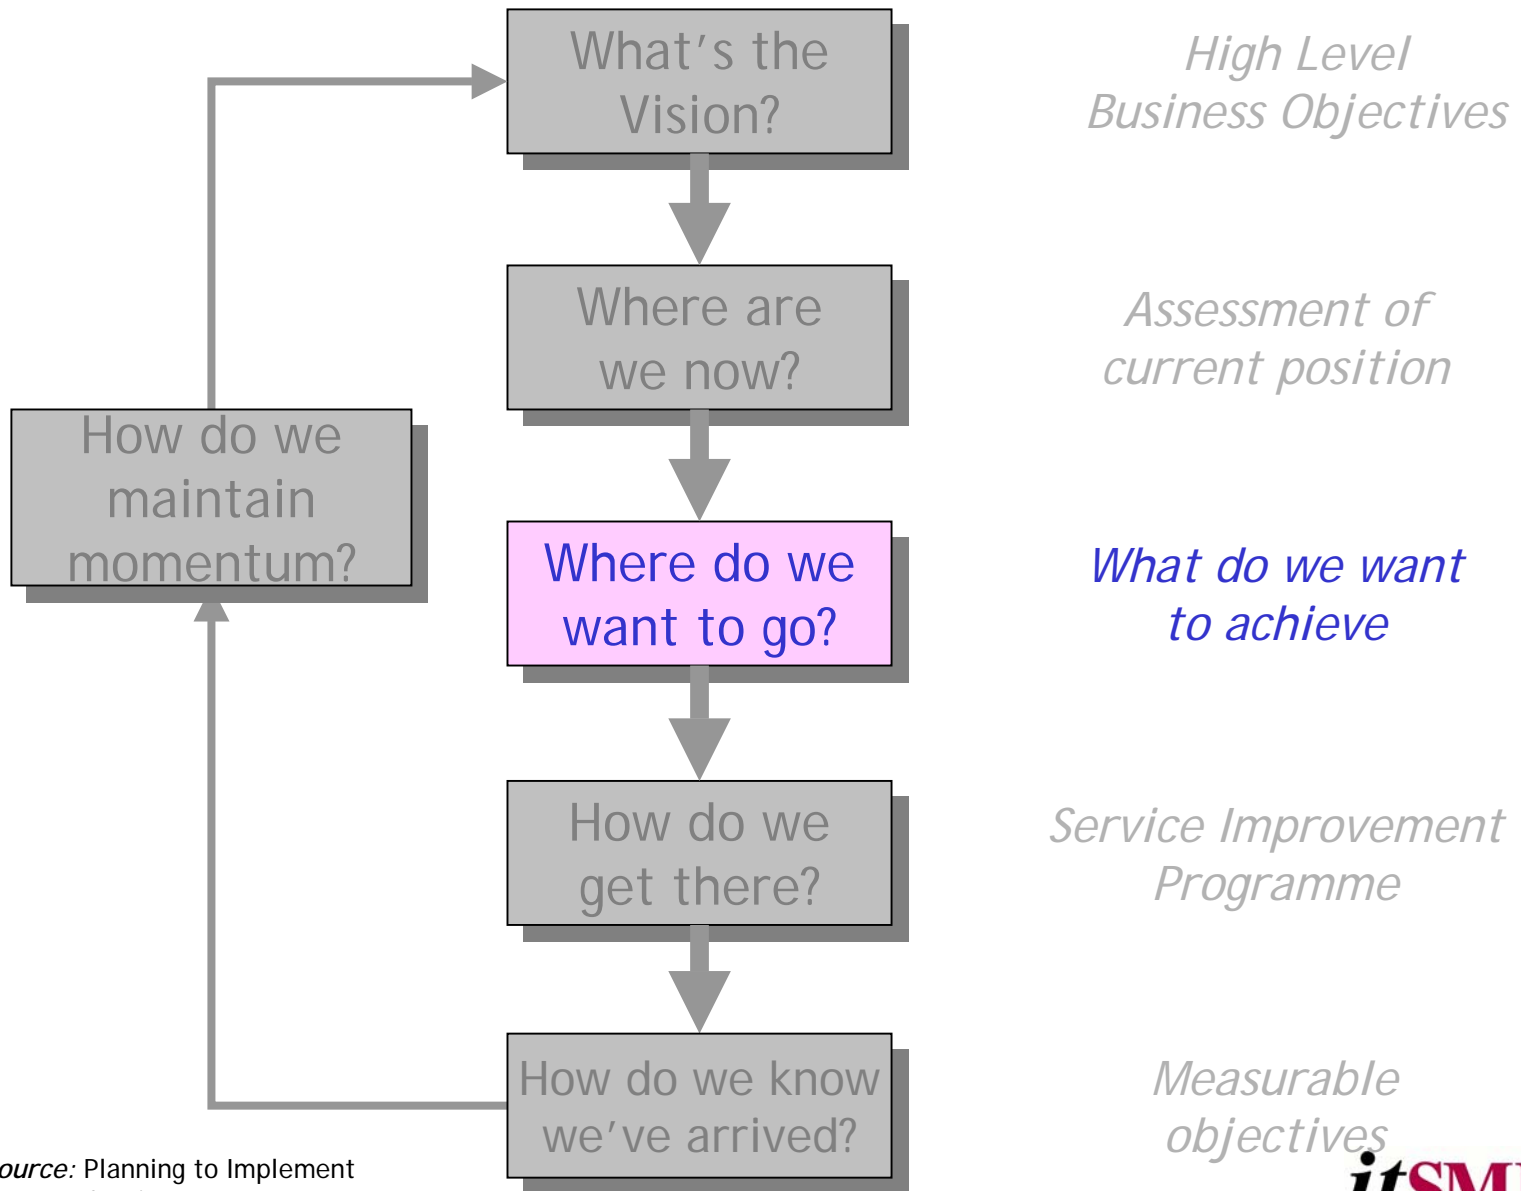 What's the
Vision?
High Level
Business Objectives
Where are
we now?
Assessment of
current position
How do we
maintain
momentum?
Where do we
want to go?
What do we want
to achieve
How do we
get there?
Service Improvement
Programme
How do we know
we've arrived?
Measurable
objectives
ource: Planning to Implement
itSM